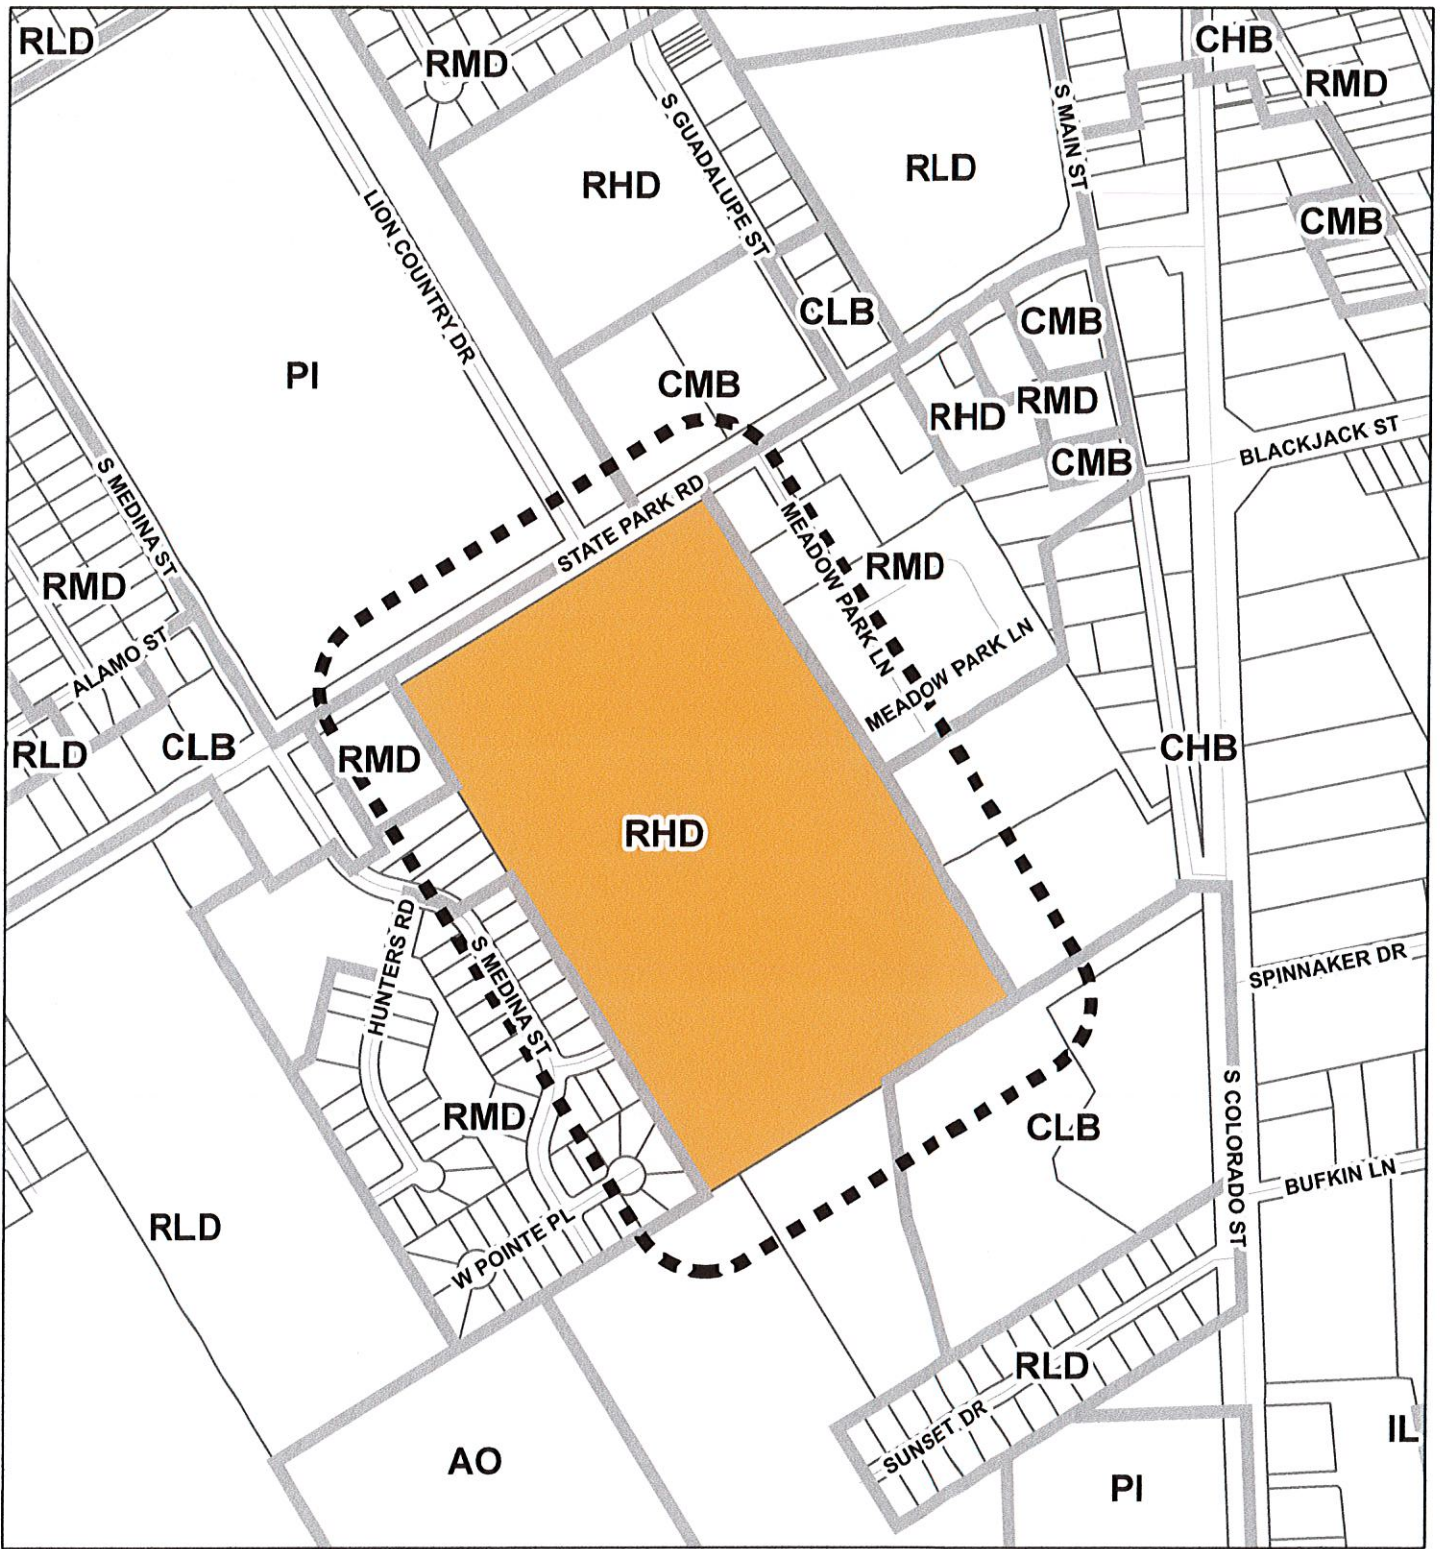 RLD
RMD
CHB
RMD
S GUADALUPE ST
S MAIN ST
RHD
RLD
CMB
LION COUNTRY DR
CLB
CMB
PI
CMB
RHD
RMD
BLACKJACK ST
CMB
S MEDINA ST
STATE PARK RD
MEADOW PARK LN
RMD
RMD
ALAMO ST
MEADOW PARK LN
RLD
CLB
RMD
CHB
RHD
HUNTERS RD
S MEDINA ST
SPINNAKER DR
RMD
CLB
S COLORADO ST
BUFKIN LN
RLD
W POINTE PL
RLD
SUNSET DR
IL
AO
PI